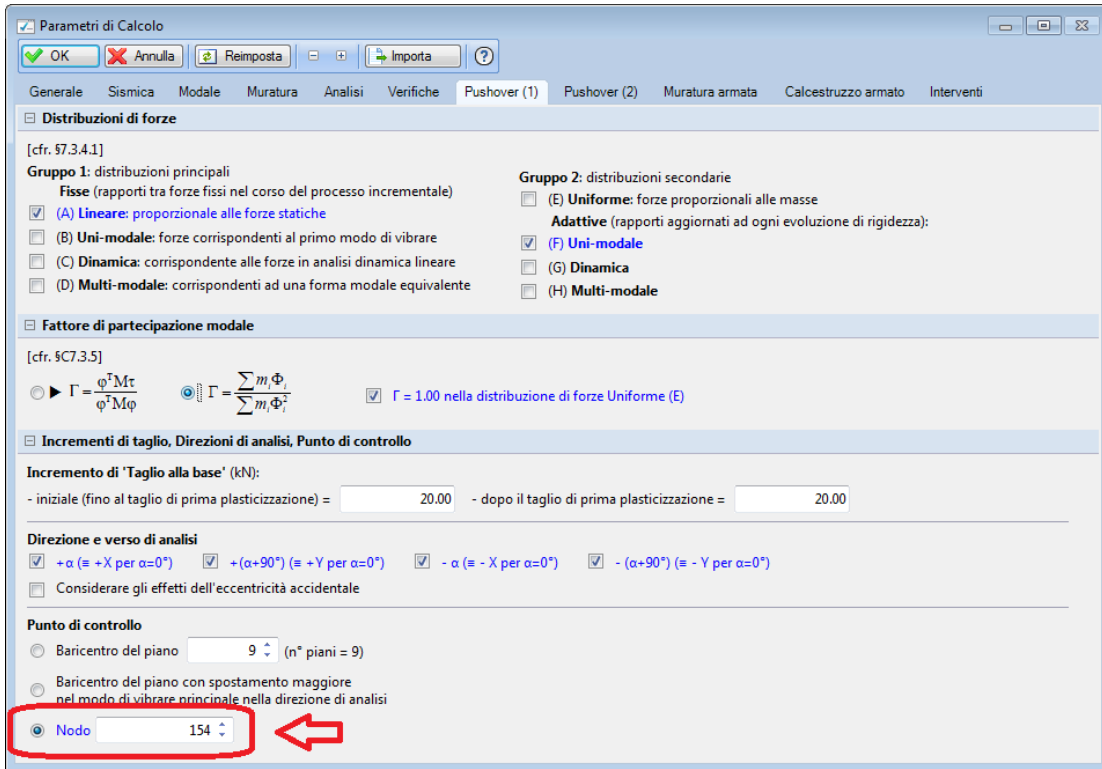 Parametri di Calcolo
OK Annulla Reimposta Importa ?
Generale Sismica Modale Muratura Analisi Verifiche Pushover (1) Pushover (2) Muratura armata Calcestruzzo armato Interventi
Distribuzioni di forze
[cfr. §7.3.4.1]
Gruppo 1: distribuzioni principali
Fisse (rapporti tra forze fissi nel corso del processo incrementale)
(A) Lineare: proporzionale alle forze statiche
(B) Uni-modale: forze corrispondenti al primo modo di vibrare
(C) Dinamica: corrispondente alle forze in analisi dinamica lineare
(D) Multi-modale: corrispondenti ad una forma modale equivalente
Gruppo 2: distribuzioni secondarie
(E) Uniforme: forze proporzionali alle masse
Adattive (rapporti aggiornati ad ogni evoluzione di rigidezza):
(F) Uni-modale
(G) Dinamica
(H) Multi-modale
Fattore di partecipazione modale
[cfr. §C7.3.5]
Γ = φᵀMτ / φᵀMφ Γ = ∑ mᵢΦᵢ / ∑ mᵢΦᵢ² Γ = 1.00 nella distribuzione di forze Uniforme (E)
Incrementi di taglio, Direzioni di analisi, Punto di controllo
Incremento di 'Taglio alla base' (kN):
- iniziale (fino al taglio di prima plasticizzazione) = 20.00 - dopo il taglio di prima plasticizzazione = 20.00
Direzione e verso di analisi
+α (≡ +X per α=0°) +(α+90°) (≡ +Y per α=0°) - α (≡ - X per α=0°) - (α+90°) (≡ - Y per α=0°)
Considerare gli effetti dell'eccentricità accidentale
Punto di controllo
Baricentro del piano 9 (n° piani = 9)
Baricentro del piano con spostamento maggiore
nel modo di vibrare principale nella direzione di analisi
Nodo 154